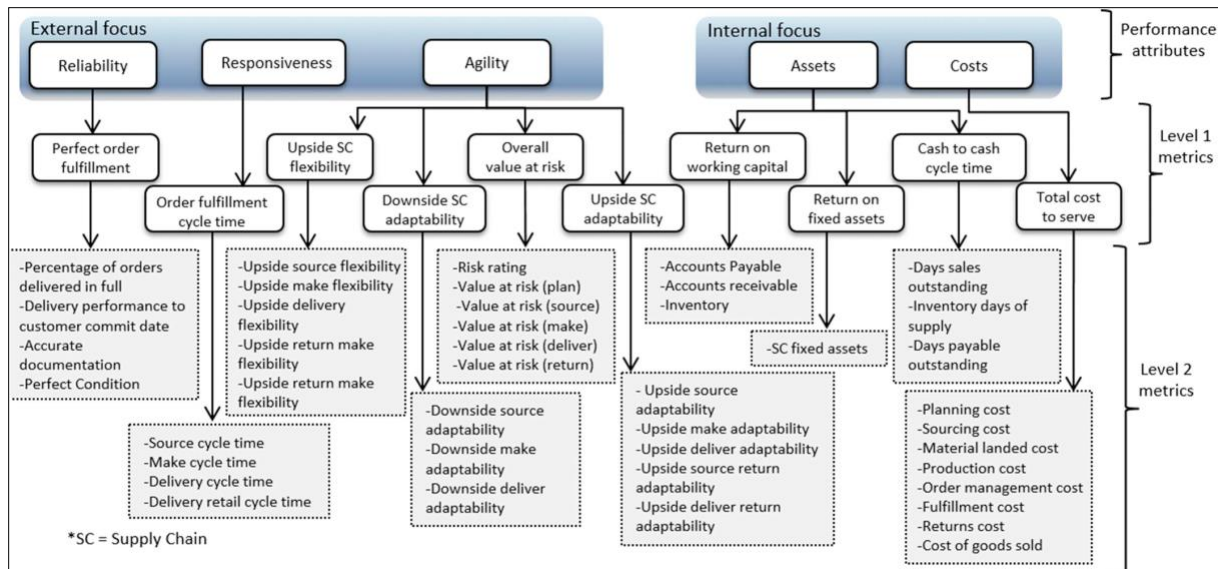 External focus
Internal focus
Performance
attributes
Reliability
Responsiveness
Agility
Assets
Costs
Level 1
metrics
Perfect order
fulfillment
Order fulfillment
cycle time
Upside SC
flexibility
Downside SC
adaptability
Overall
value at risk
Upside SC
adaptability
Return on
working capital
Return on
fixed assets
Cash to cash
cycle time
Total cost
to serve
Level 2
metrics
-Percentage of orders
delivered in full
-Delivery performance to
customer commit date
-Accurate
documentation
-Perfect Condition
-Source cycle time
-Make cycle time
-Delivery cycle time
-Delivery retail cycle time
-Upside source flexibility
-Upside make flexibility
-Upside delivery
flexibility
-Upside return make
flexibility
-Upside return make
flexibility
-Downside source
adaptability
-Downside make
adaptability
-Downside deliver
adaptability
-Risk rating
-Value at risk (plan)
-Value at risk (source)
-Value at risk (make)
-Value at risk (deliver)
-Value at risk (return)
- Upside source
adaptability
-Upside make adaptability
-Upside deliver adaptability
-Upside source return
adaptability
-Upside deliver return
adaptability
-Accounts Payable
-Accounts receivable
-Inventory
-SC fixed assets
-Days sales
outstanding
-Inventory days of
supply
-Days payable
outstanding
-Planning cost
-Sourcing cost
-Material landed cost
-Production cost
-Order management cost
-Fulfillment cost
-Returns cost
-Cost of goods sold
*SC = Supply Chain